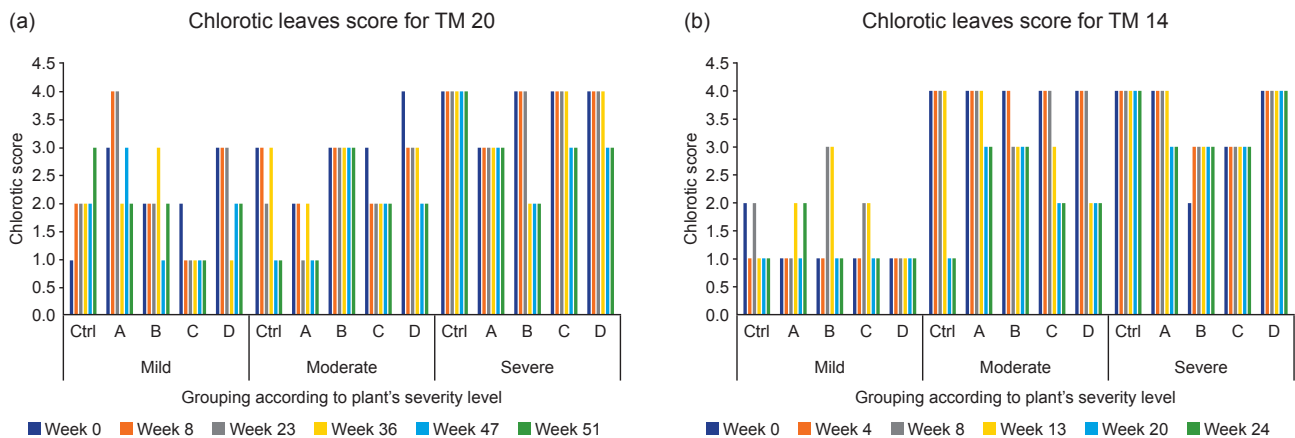 (a) Chlorotic leaves score for TM 20
4.5
4.0
3.5
3.0
2.5
2.0
1.5
1.0
0.5
0.0
Chlorotic score
Ctrl A B C D Ctrl A B C D Ctrl A B C D
Mild Moderate Severe
Grouping according to plant's severity level
Week 0 Week 8 Week 23 Week 36 Week 47 Week 51
(b) Chlorotic leaves score for TM 14
4.5
4.0
3.5
3.0
2.5
2.0
1.5
1.0
0.5
0.0
Chlorotic score
Ctrl A B C D Ctrl A B C D Ctrl A B C D
Mild Moderate Severe
Grouping according to plant's severity level
Week 0 Week 4 Week 8 Week 13 Week 20 Week 24